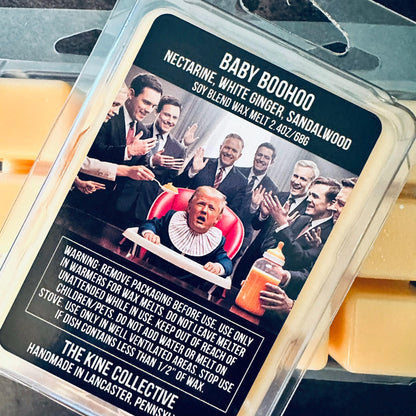 BABY BOOHOO
NECTARINE, WHITE GINGER, SANDALWOOD
SOY BLEND WAX MELT 2.4OZ/68G
WARNING: REMOVE PACKAGING BEFORE USE. USE ONLY
IN WARMERS FOR WAX MELTS. DO NOT LEAVE MELTER
UNATTENDED WHILE IN USE. KEEP OUT OF REACH OF
CHILDREN/PETS. DO NOT ADD WATER OR MELT ON
STOVE. USE ONLY IN WELL VENTILATED AREAS. STOP USE
IF DISH CONTAINS LESS THAN 1/2" OF WAX.
THE KINE COLLECTIVE
HANDMADE IN LANCASTER, PENNSY